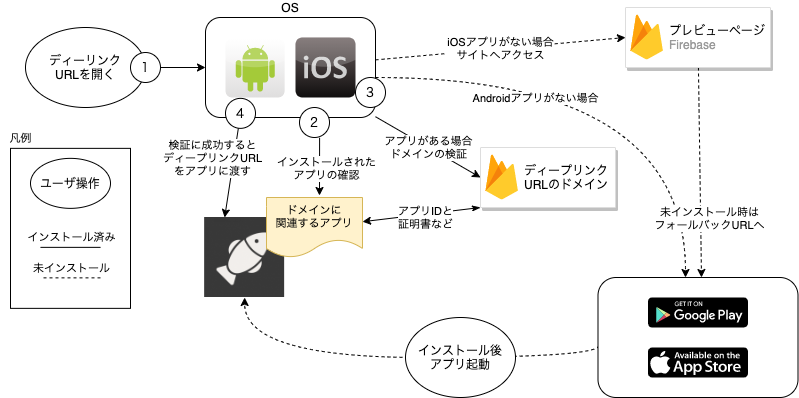 OS
ディーリンク
URLを開く
1
iOS
3
4
2
iOSアプリがない場合
サイトへアクセス
プレビューページ
Firebase
Androidアプリがない場合
凡例
ユーザ操作
インストール済み
未インストール
検証に成功すると
ディープリンクURL
をアプリに渡す
インストールされた
アプリの確認
アプリがある場合
ドメインの検証
ディープリンク
URLのドメイン
ドメインに
関連するアプリ
アプリIDと
証明書など
未インストール時は
フォールバックURLへ
GET IT ON
Google Play
Available on the
App Store
インストール後
アプリ起動